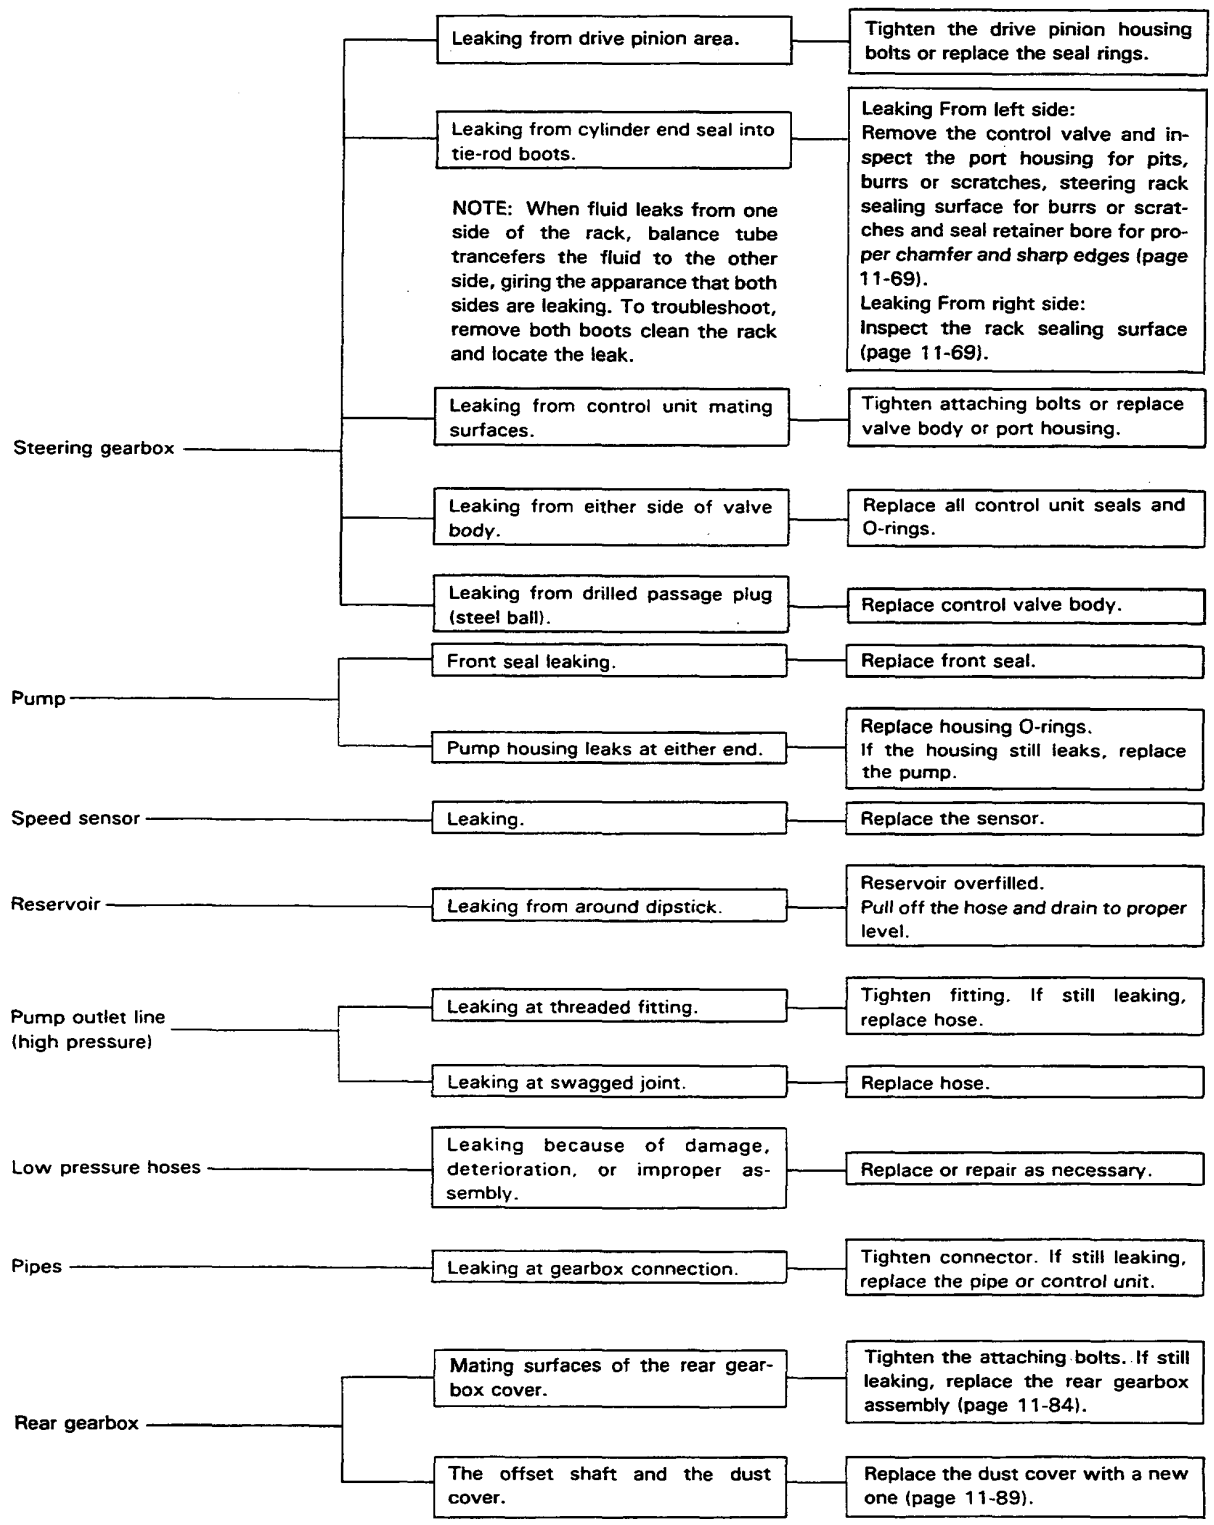 Leaking from drive pinion area.
Tighten the drive pinion housing
bolts or replace the seal rings.
Leaking from cylinder end seal into
tie-rod boots.
NOTE: When fluid leaks from one
side of the rack, balance tube
trancefers the fluid to the other
side, giring the apparance that both
sides are leaking. To troubleshoot,
remove both boots clean the rack
and locate the leak.
Leaking From left side:
Remove the control valve and in-
spect the port housing for pits,
burrs or scratches, steering rack
sealing surface for burrs or scrat-
ches and seal retainer bore for pro-
per chamfer and sharp edges (page
11-69).
Leaking From right side:
Inspect the rack sealing surface
(page 11-69).
Steering gearbox
Leaking from control unit mating
surfaces.
Tighten attaching bolts or replace
valve body or port housing.
Leaking from either side of valve
body.
Replace all control unit seals and
O-rings.
Leaking from drilled passage plug
(steel ball).
Replace control valve body.
Pump
Front seal leaking.
Replace front seal.
Pump housing leaks at either end.
Replace housing O-rings.
If the housing still leaks, replace
the pump.
Speed sensor
Leaking.
Replace the sensor.
Reservoir
Leaking from around dipstick.
Reservoir overfilled.
Pull off the hose and drain to proper
level.
Pump outlet line
(high pressure)
Leaking at threaded fitting.
Tighten fitting. If still leaking,
replace hose.
Leaking at swagged joint.
Replace hose.
Low pressure hoses
Leaking because of damage,
deterioration, or improper as-
sembly.
Replace or repair as necessary.
Pipes
Leaking at gearbox connection.
Tighten connector. If still leaking,
replace the pipe or control unit.
Rear gearbox
Mating surfaces of the rear gear-
box cover.
Tighten the attaching bolts. If still
leaking, replace the rear gearbox
assembly (page 11-84).
The offset shaft and the dust
cover.
Replace the dust cover with a new
one (page 11-89).